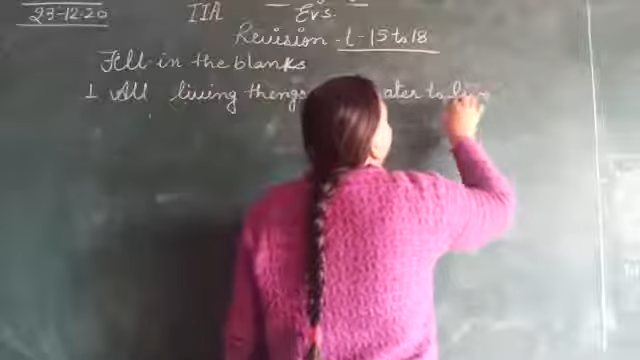 23-12-20 IIA
Evs.
Revision - L - 15 to 18
Fill in the blanks
1 All living things ater to liv